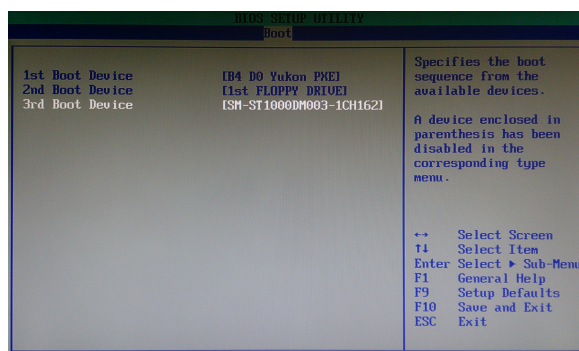 BIOS SETUP UTILITY
Boot
1st Boot Device [B4 D0 Yukon PXE]
2nd Boot Device [1st FLOPPY DRIVE]
3rd Boot Device [SM-ST1000DM003-1CH162]
Specifies the boot
sequence from the
available devices.
A device enclosed in
parenthesis has been
disabled in the
corresponding type
menu.
↔ Select Screen
↑↓ Select Item
Enter Select ▶ Sub-Menu
F1 General Help
F9 Setup Defaults
F10 Save and Exit
ESC Exit